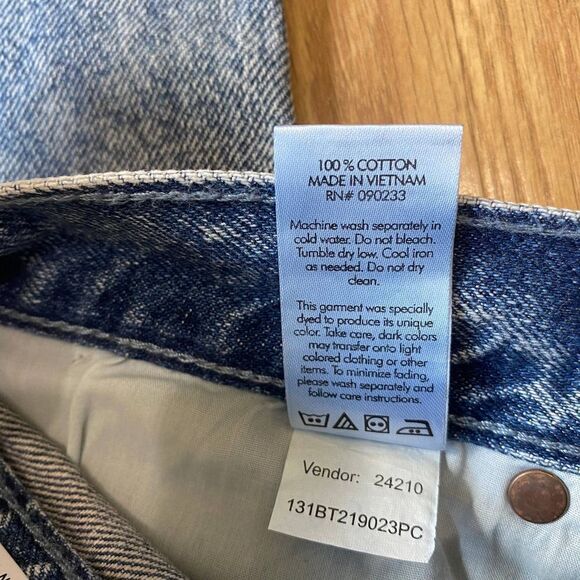 100 % COTTON
MADE IN VIETNAM
RN# 090233
Machine wash separately in
cold water. Do not bleach.
Tumble dry low. Cool iron
as needed. Do not dry
clean.
This garment was specially
dyed to produce its unique
color. Take care, dark colors
may transfer onto light
colored clothing or other
items. To minimize fading,
please wash separately and
follow care instructions.
Vendor: 24210
131BT219023PC